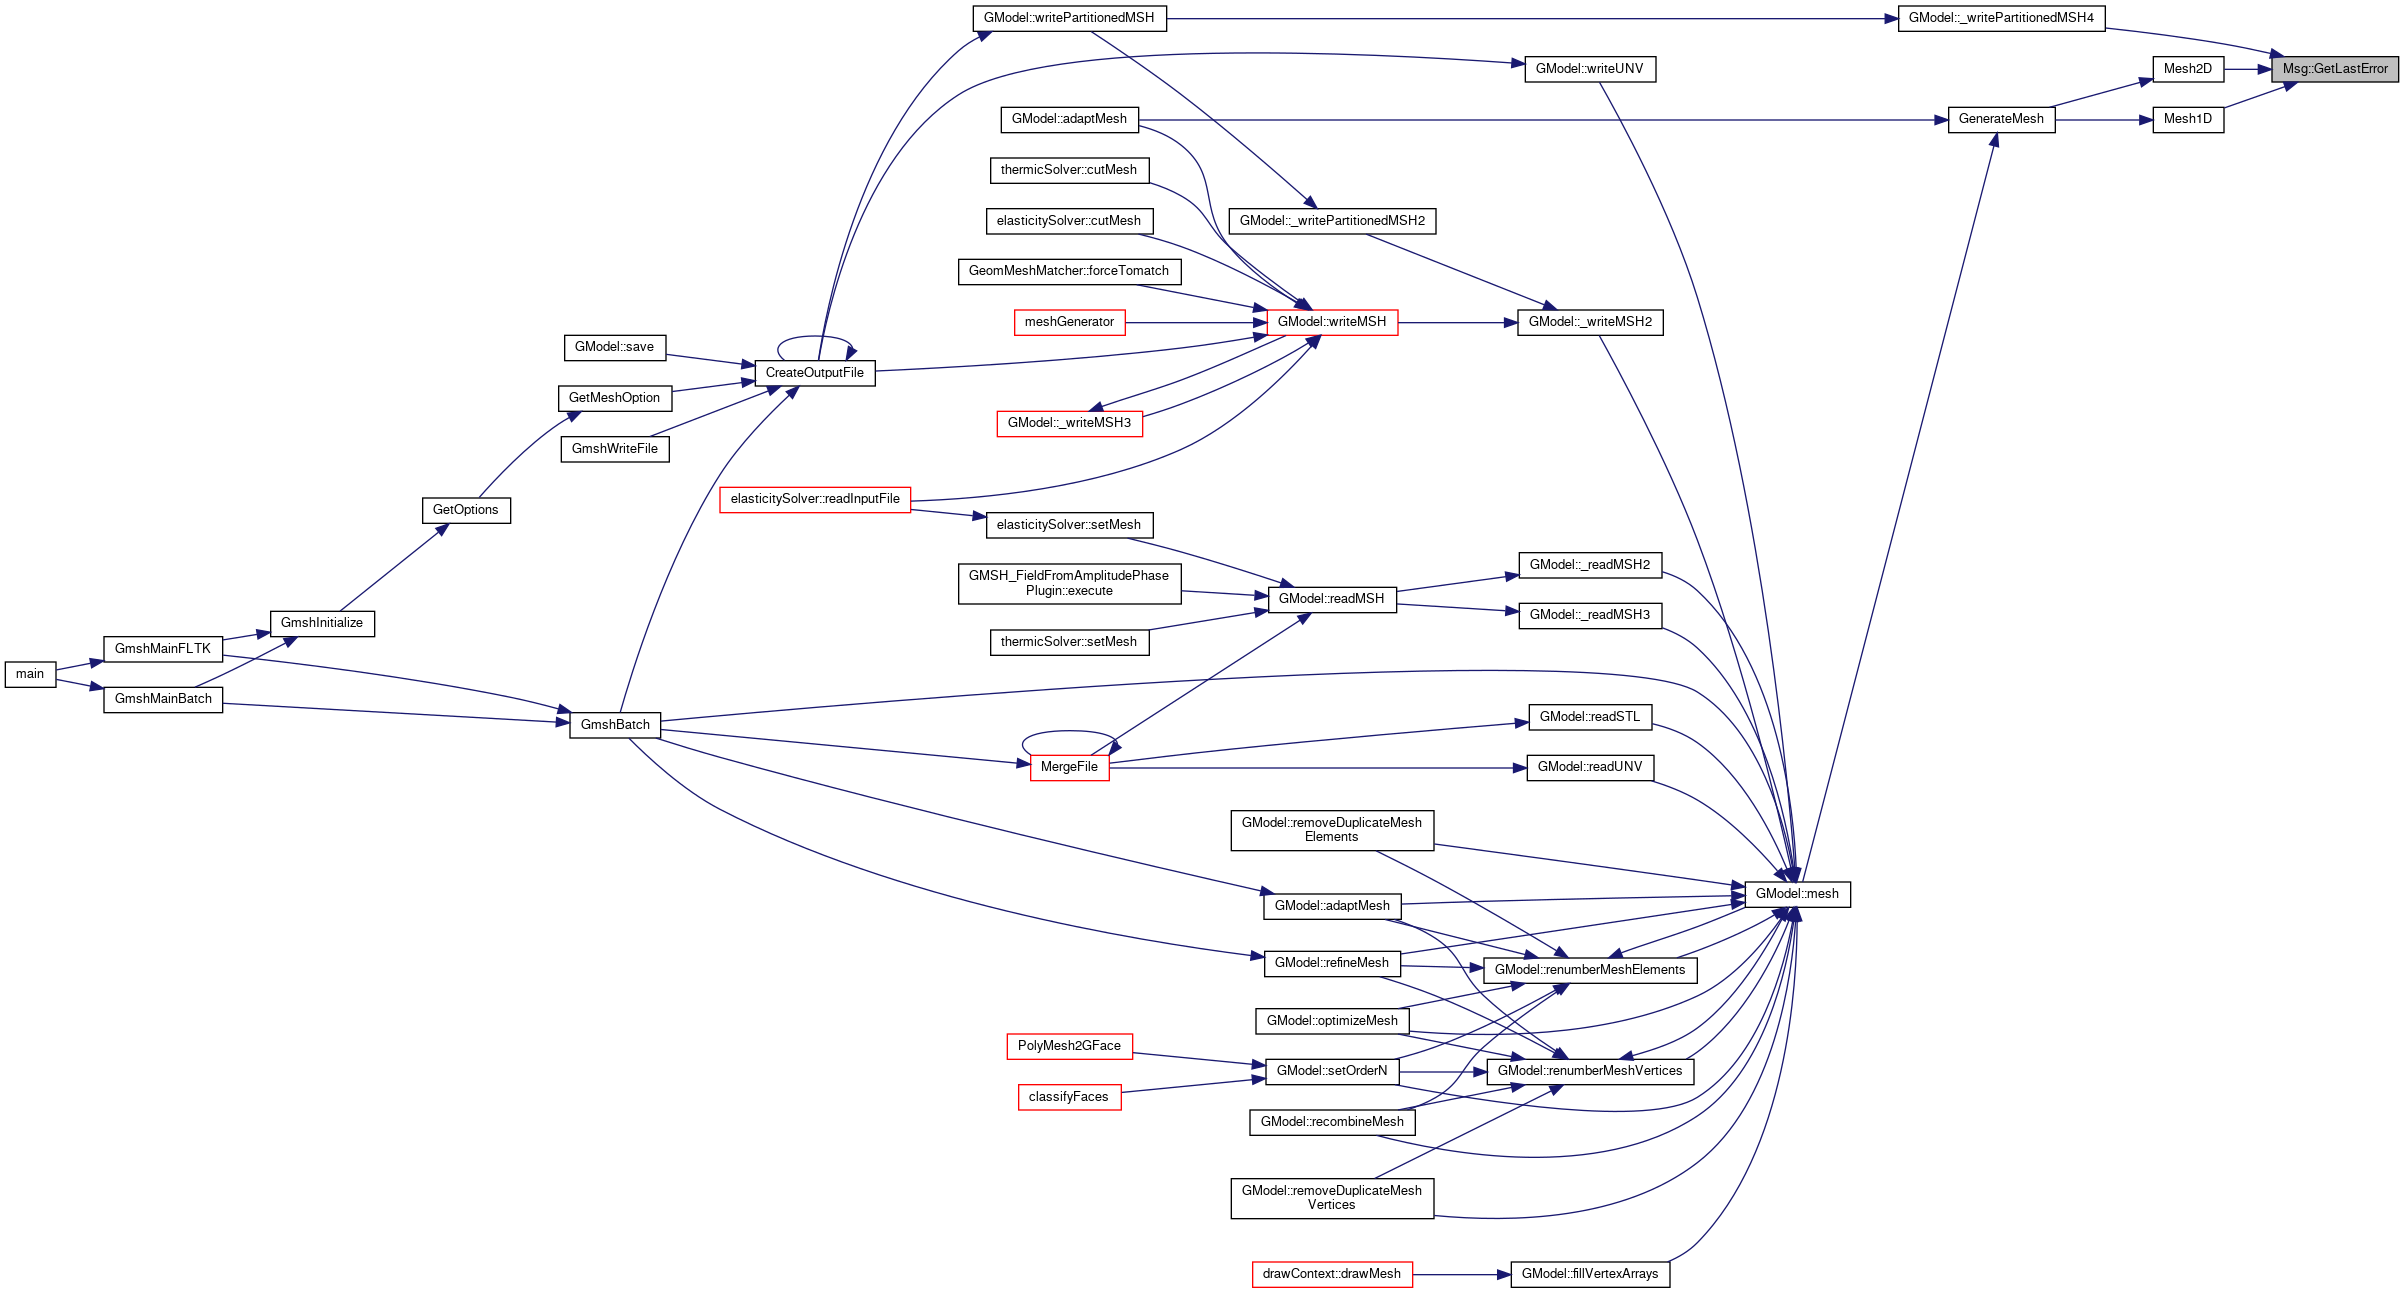 GModel::writePartitionedMSH
GModel::_writePartitionedMSH4
GModel::writeUNV
Mesh2D
Msg::GetLastError
GModel::adaptMesh
GenerateMesh
Mesh1D
thermicSolver::cutMesh
elasticitySolver::cutMesh
GModel::_writePartitionedMSH2
GeomMeshMatcher::forceTomatch
meshGenerator
GModel::writeMSH
GModel::_writeMSH2
GModel::save
CreateOutputFile
GetMeshOption
GModel::_writeMSH3
GmshWriteFile
elasticitySolver::readInputFile
GetOptions
elasticitySolver::setMesh
GModel::_readMSH2
GMSH_FieldFromAmplitudePhase
Plugin::execute
GModel::readMSH
GModel::_readMSH3
GmshInitialize
thermicSolver::setMesh
GmshMainFLTK
main
GmshMainBatch
GmshBatch
GModel::readSTL
MergeFile
GModel::readUNV
GModel::removeDuplicateMesh
Elements
GModel::mesh
GModel::adaptMesh
GModel::refineMesh
GModel::renumberMeshElements
GModel::optimizeMesh
PolyMesh2GFace
GModel::setOrderN
GModel::renumberMeshVertices
classifyFaces
GModel::recombineMesh
GModel::removeDuplicateMesh
Vertices
drawContext::drawMesh
GModel::fillVertexArrays